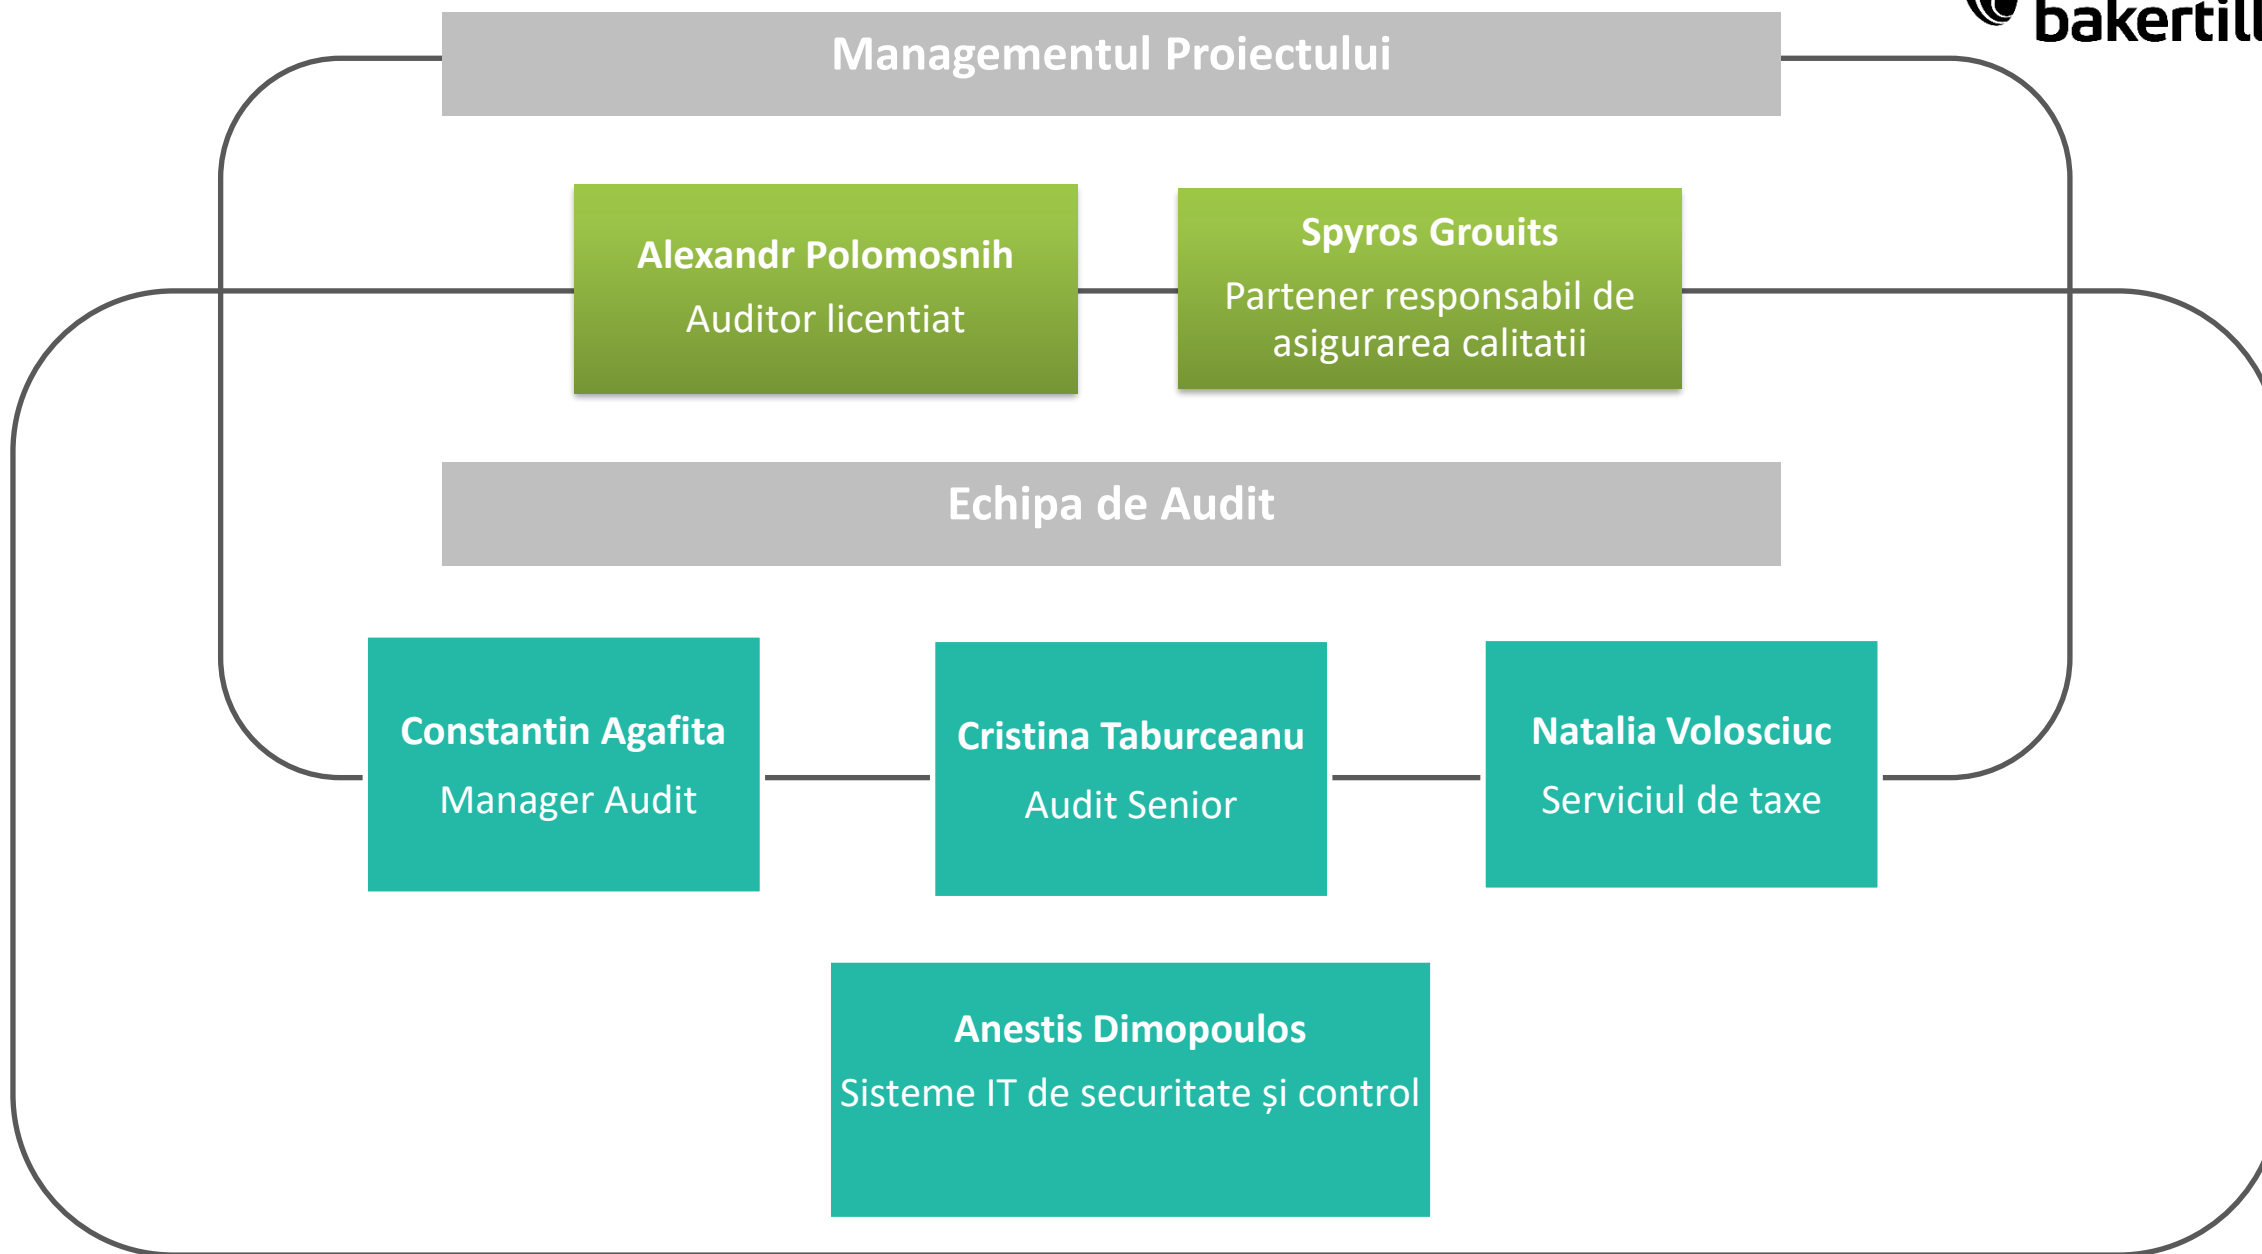 bakertill
Managementul Proiectului
Alexandr Polomosnih
Auditor licentiat
Spyros Grouits
Partener responsabil de
asigurarea calitatii
Echipa de Audit
Constantin Agafita
Manager Audit
Cristina Taburceanu
Audit Senior
Natalia Volosciuc
Serviciul de taxe
Anestis Dimopoulos
Sisteme IT de securitate și control